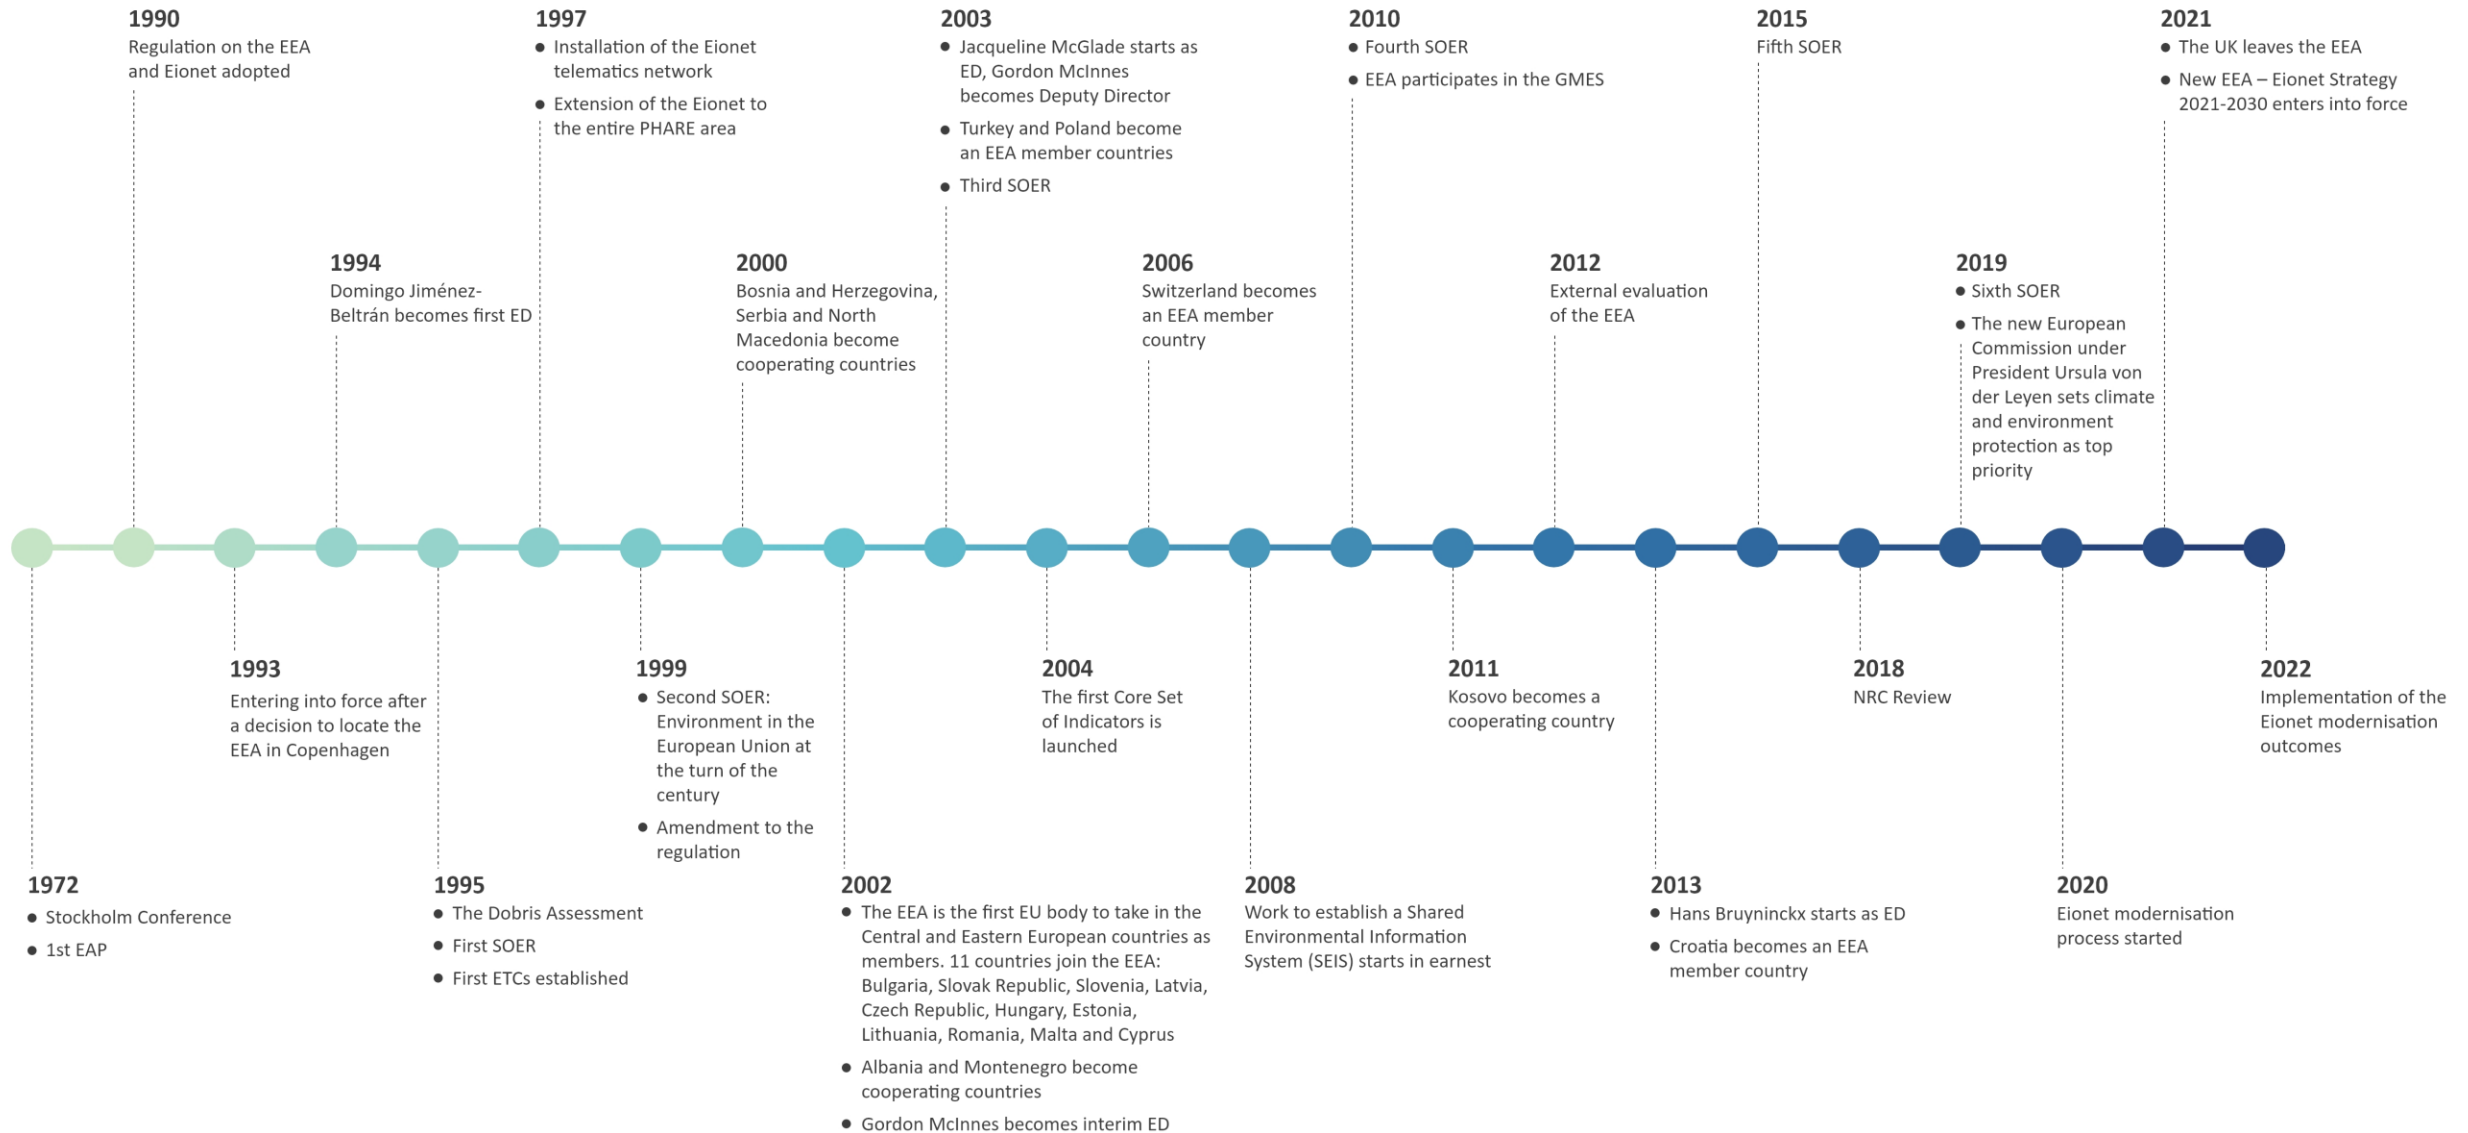 1990
Regulation on the EEA
and Eionet adopted
1997
● Installation of the Eionet
telematics network
● Extension of the Eionet to
the entire PHARE area
2003
● Jacqueline McGlade starts as
ED, Gordon McInnes
becomes Deputy Director
● Turkey and Poland become
an EEA member countries
● Third SOER
2010
● Fourth SOER
● EEA participates in the GMES
2015
Fifth SOER
2021
● The UK leaves the EEA
● New EEA – Eionet Strategy
2021-2030 enters into force
1994
Domingo Jiménez-
Beltrán becomes first ED
2000
Bosnia and Herzegovina,
Serbia and North
Macedonia become
cooperating countries
2006
Switzerland becomes
an EEA member
country
2012
External evaluation
of the EEA
2019
● Sixth SOER
● The new European
Commission under
President Ursula von
der Leyen sets climate
and environment
protection as top
priority
1993
Entering into force after
a decision to locate the
EEA in Copenhagen
1999
● Second SOER:
Environment in the
European Union at
the turn of the
century
● Amendment to the
regulation
2004
The first Core Set
of Indicators is
launched
2011
Kosovo becomes a
cooperating country
2018
NRC Review
2022
Implementation of the
Eionet modernisation
outcomes
1972
● Stockholm Conference
● 1st EAP
1995
● The Dobris Assessment
● First SOER
● First ETCs established
2002
● The EEA is the first EU body to take in the
Central and Eastern European countries as
members. 11 countries join the EEA:
Bulgaria, Slovak Republic, Slovenia, Latvia,
Czech Republic, Hungary, Estonia,
Lithuania, Romania, Malta and Cyprus
● Albania and Montenegro become
cooperating countries
● Gordon McInnes becomes interim ED
2008
Work to establish a Shared
Environmental Information
System (SEIS) starts in earnest
2013
● Hans Bruyninckx starts as ED
● Croatia becomes an EEA
member country
2020
Eionet modernisation
process started